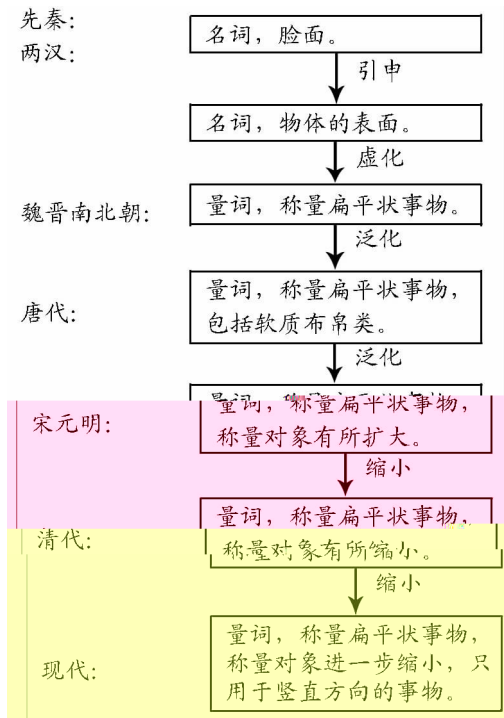 先秦:
两汉:
名词，脸面。
引申
名词，物体的表面。
虚化
魏晋南北朝:
量词，称量扁平状事物。
泛化
唐代:
量词，称量扁平状事物，
包括软质布帛类。
泛化
宋元明:
量词，称量扁平状事物，
称量对象有所扩大。
缩小
清代:
量词，称量扁平状事物，
称量对象有所缩小。
缩小
现代:
量词，称量扁平状事物，
称量对象进一步缩小，只
用于竖直方向的事物。